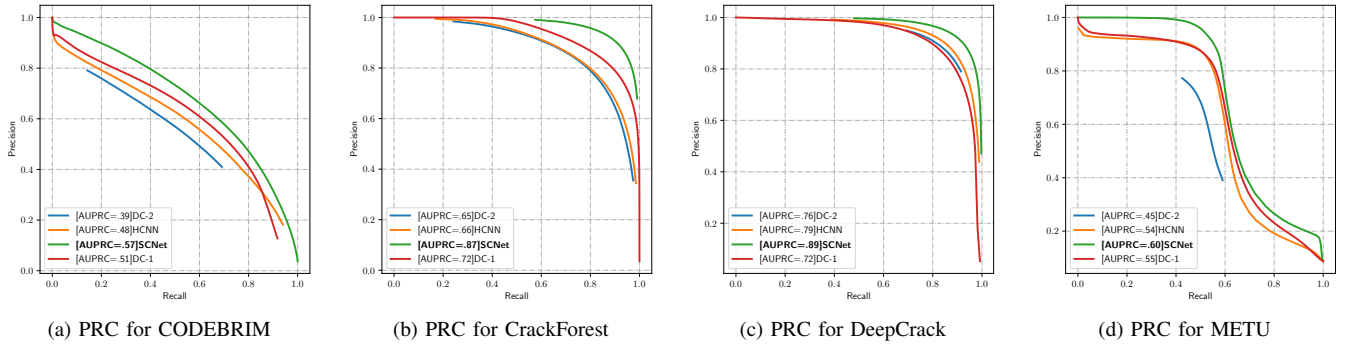 1.0
0.8
0.6
0.4
0.2
0.0
Precision
0.0 0.2 0.4 0.6 0.8 1.0
Recall
[AUPRC=.39]DC-2
[AUPRC=.48]HCNN
[AUPRC=.57]SCNet
[AUPRC=.51]DC-1
(a) PRC for CODEBRIM
1.0
0.8
0.6
0.4
0.2
0.0
Precision
0.0 0.2 0.4 0.6 0.8 1.0
Recall
[AUPRC=.65]DC-2
[AUPRC=.66]HCNN
[AUPRC=.87]SCNet
[AUPRC=.72]DC-1
(b) PRC for CrackForest
1.0
0.8
0.6
0.4
0.2
Precision
0.0 0.2 0.4 0.6 0.8 1.0
Recall
[AUPRC=.76]DC-2
[AUPRC=.79]HCNN
[AUPRC=.89]SCNet
[AUPRC=.72]DC-1
(c) PRC for DeepCrack
1.0
0.8
0.6
0.4
0.2
Precision
0.0 0.2 0.4 0.6 0.8 1.0
Recall
[AUPRC=.45]DC-2
[AUPRC=.54]HCNN
[AUPRC=.60]SCNet
[AUPRC=.55]DC-1
(d) PRC for METU